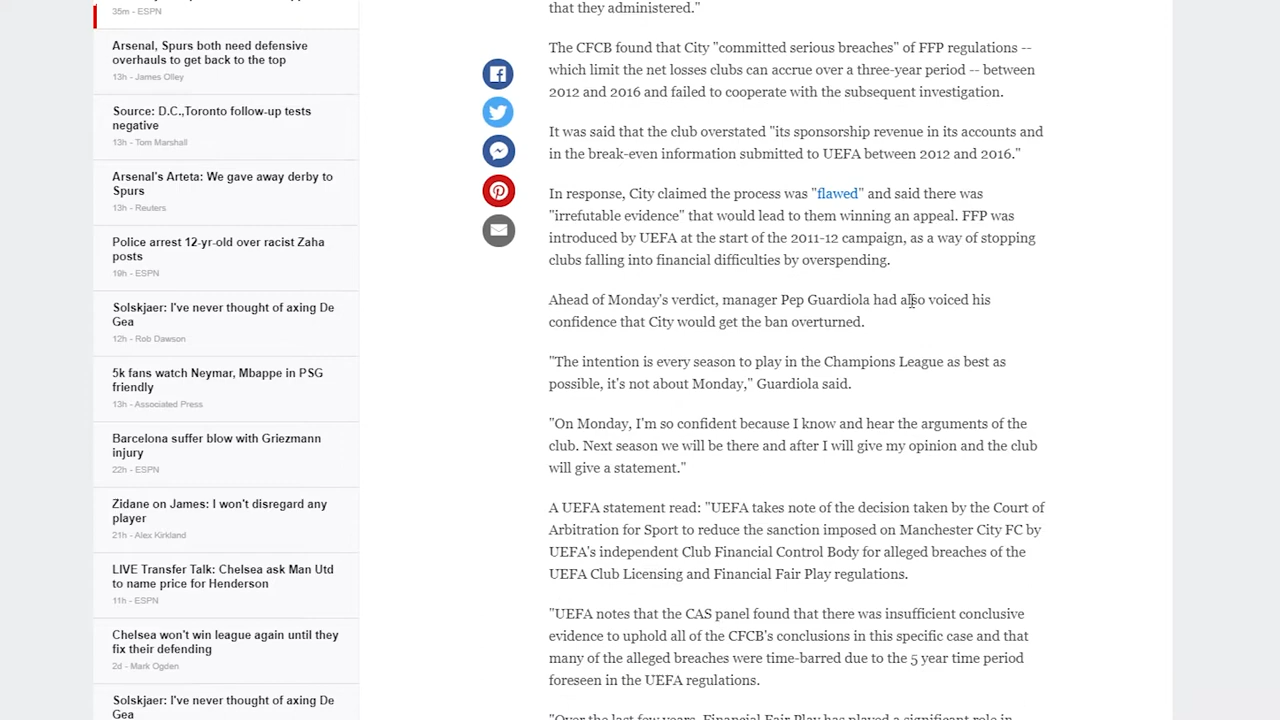 35m - ESPN
Arsenal, Spurs both need defensive
overhauls to get back to the top
13h - James Olley
Source: D.C.,Toronto follow-up tests
negative
13h - Tom Marshall
Arsenal's Arteta: We gave away derby to
Spurs
13h - Reuters
Police arrest 12-yr-old over racist Zaha
posts
19h - ESPN
Solskjaer: I've never thought of axing De
Gea
12h - Rob Dawson
5k fans watch Neymar, Mbappe in PSG
friendly
13h - Associated Press
Barcelona suffer blow with Griezmann
injury
22h - ESPN
Zidane on James: I won't disregard any
player
21h - Alex Kirkland
LIVE Transfer Talk: Chelsea ask Man Utd
to name price for Henderson
11h - ESPN
Chelsea won't win league again until they
fix their defending
2d - Mark Ogden
Solskjaer: I've never thought of axing De
Gea
that they administered."
The CFCB found that City "committed serious breaches" of FFP regulations --
which limit the net losses clubs can accrue over a three-year period -- between
2012 and 2016 and failed to cooperate with the subsequent investigation.
It was said that the club overstated "its sponsorship revenue in its accounts and
in the break-even information submitted to UEFA between 2012 and 2016."
In response, City claimed the process was "flawed" and said there was
"irrefutable evidence" that would lead to them winning an appeal. FFP was
introduced by UEFA at the start of the 2011-12 campaign, as a way of stopping
clubs falling into financial difficulties by overspending.
Ahead of Monday's verdict, manager Pep Guardiola had also voiced his
confidence that City would get the ban overturned.
"The intention is every season to play in the Champions League as best as
possible, it's not about Monday," Guardiola said.
"On Monday, I'm so confident because I know and hear the arguments of the
club. Next season we will be there and after I will give my opinion and the club
will give a statement."
A UEFA statement read: "UEFA takes note of the decision taken by the Court of
Arbitration for Sport to reduce the sanction imposed on Manchester City FC by
UEFA's independent Club Financial Control Body for alleged breaches of the
UEFA Club Licensing and Financial Fair Play regulations.
"UEFA notes that the CAS panel found that there was insufficient conclusive
evidence to uphold all of the CFCB's conclusions in this specific case and that
many of the alleged breaches were time-barred due to the 5 year time period
foreseen in the UEFA regulations.
"Over the last few years, Financial Fair Play has played a significant role in